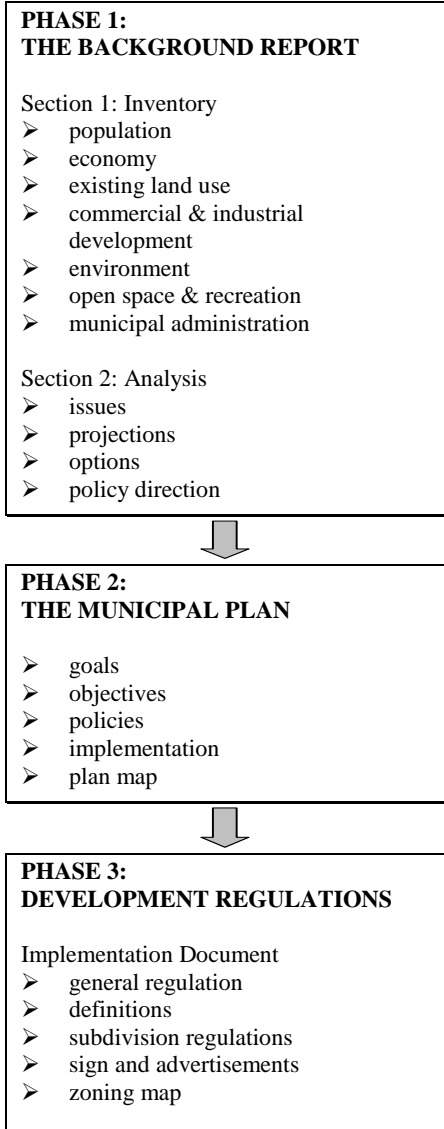 PHASE 1:
THE BACKGROUND REPORT
Section 1: Inventory
➢ population
➢ economy
➢ existing land use
➢ commercial & industrial
development
➢ environment
➢ open space & recreation
➢ municipal administration
Section 2: Analysis
➢ issues
➢ projections
➢ options
➢ policy direction
PHASE 2:
THE MUNICIPAL PLAN
➢ goals
➢ objectives
➢ policies
➢ implementation
➢ plan map
PHASE 3:
DEVELOPMENT REGULATIONS
Implementation Document
➢ general regulation
➢ definitions
➢ subdivision regulations
➢ sign and advertisements
➢ zoning map